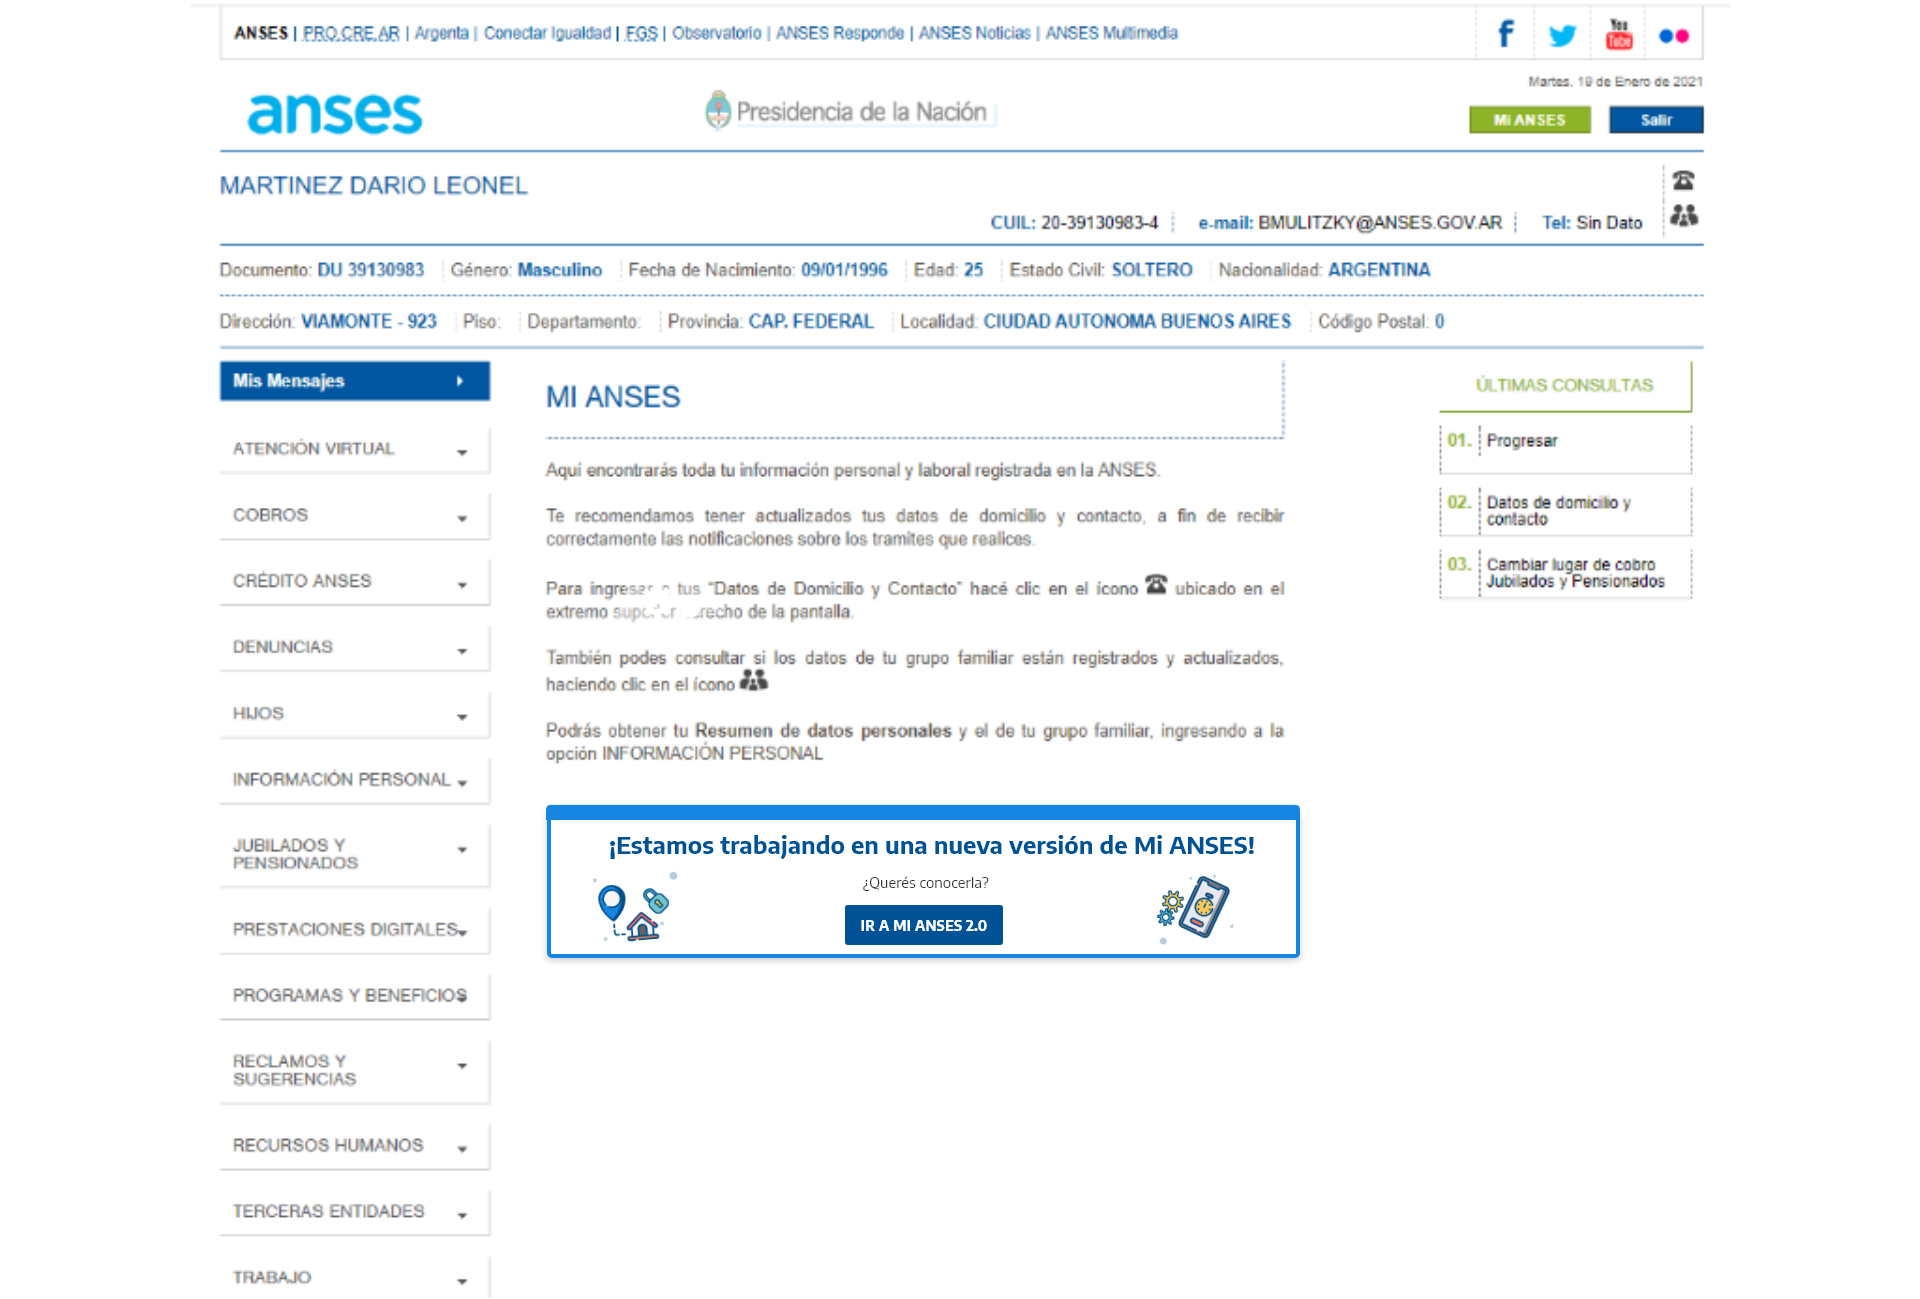 ANSES | PRO.CRE.AR | Argenta | Conectar Igualdad | FGS | Observatorio | ANSES Responde | ANSES Noticias | ANSES Multimedia
f
You Tube
Martes, 19 de Enero de 2021
anses
Presidencia de la Nación
MI ANSES
Salir
MARTINEZ DARIO LEONEL
CUIL: 20-39130983-4
e-mail: BMULITZKY@ANSES.GOV.AR
Tel: Sin Dato
Documento: DU 39130983 Género: Masculino Fecha de Nacimiento: 09/01/1996 Edad: 25 Estado Civil: SOLTERO Nacionalidad: ARGENTINA
Dirección: VIAMONTE - 923 Piso: Departamento: Provincia: CAP. FEDERAL Localidad: CIUDAD AUTONOMA BUENOS AIRES Código Postal: 0
Mis Mensajes
ATENCIÓN VIRTUAL
COBROS
CRÉDITO ANSES
DENUNCIAS
HIJOS
INFORMACIÓN PERSONAL
JUBILADOS Y
PENSIONADOS
PRESTACIONES DIGITALES
PROGRAMAS Y BENEFICIOS
RECLAMOS Y
SUGERENCIAS
RECURSOS HUMANOS
TERCERAS ENTIDADES
TRABAJO
MI ANSES
Aquí encontrarás toda tu información personal y laboral registrada en la ANSES.
Te recomendamos tener actualizados tus datos de domicilio y contacto, a fin de recibir
correctamente las notificaciones sobre los tramites que realices.
Para ingresar a tus "Datos de Domicilio y Contacto" hacé clic en el ícono ubicado en el
extremo superior derecho de la pantalla.
También podes consultar si los datos de tu grupo familiar están registrados y actualizados,
haciendo clic en el ícono
Podrás obtener tu Resumen de datos personales y el de tu grupo familiar, ingresando a la
opción INFORMACIÓN PERSONAL
¡Estamos trabajando en una nueva versión de Mi ANSES!
¿Querés conocerla?
IR A MI ANSES 2.0
ÚLTIMAS CONSULTAS
01. Progresar
02. Datos de domicilio y
contacto
03. Cambiar lugar de cobro
Jubilados y Pensionados